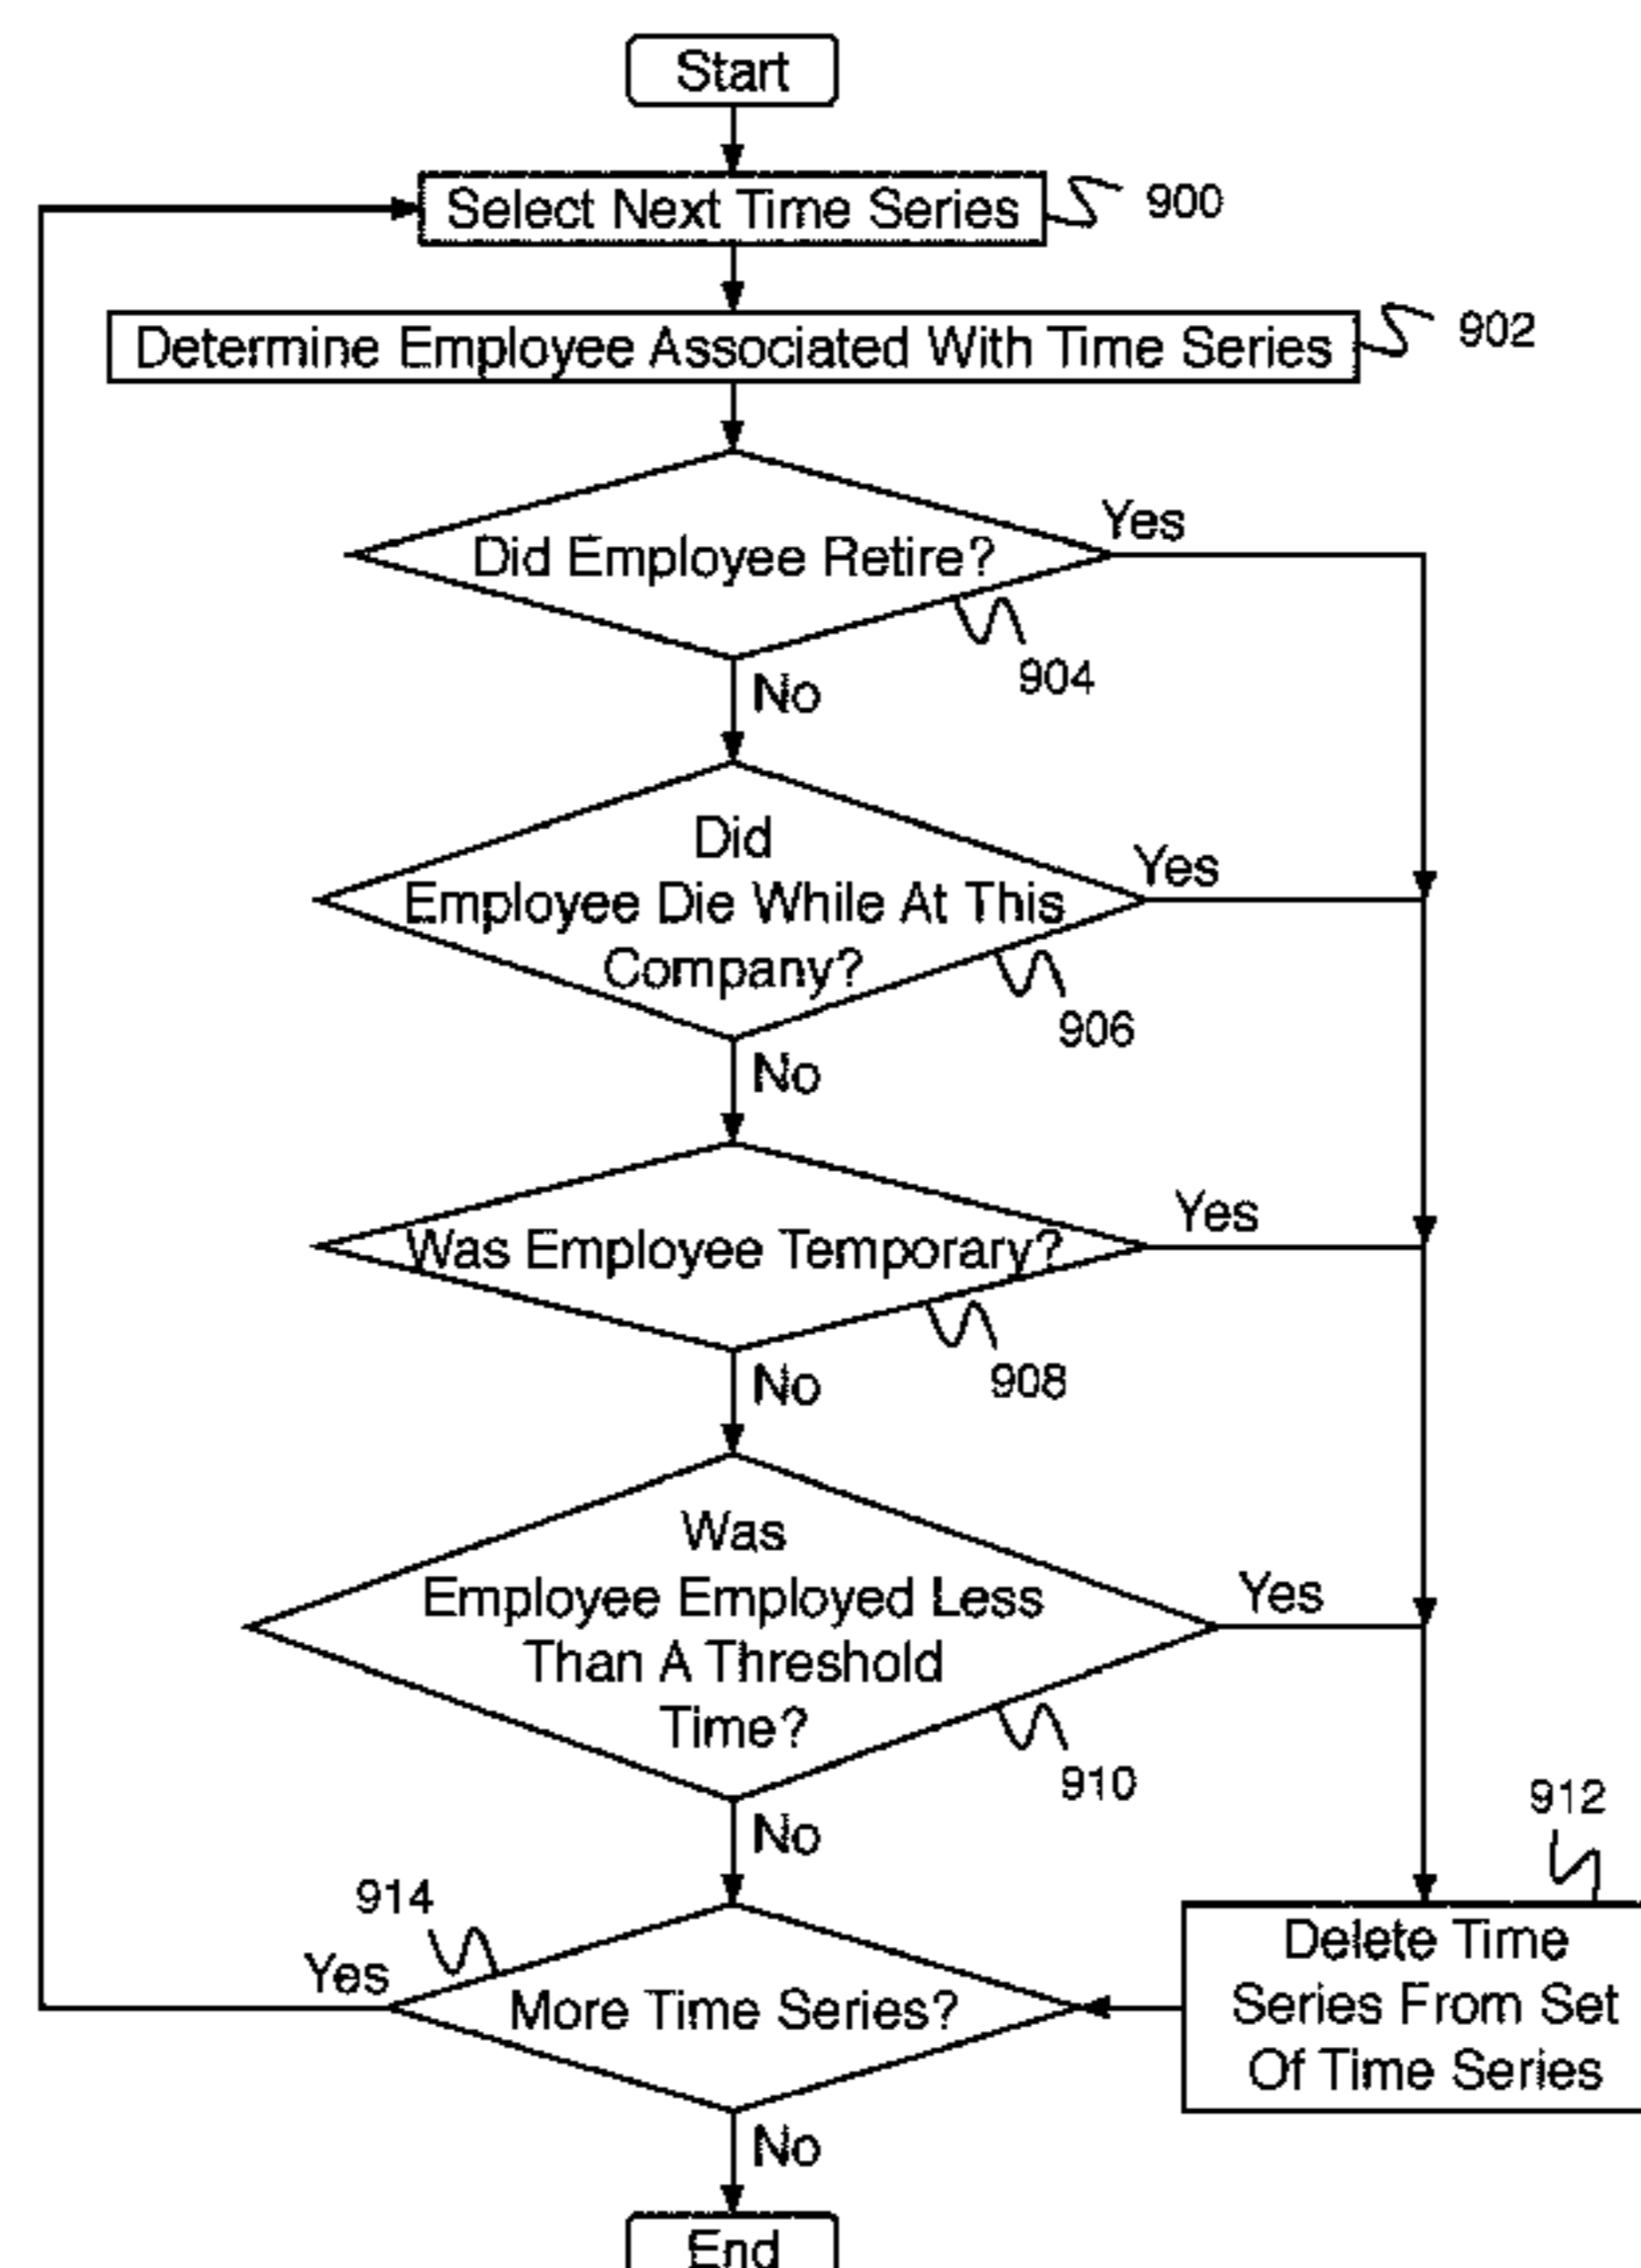 Start
Select Next Time Series
900
Determine Employee Associated With Time Series
902
Did Employee Retire?
Yes
904
No
Did
Employee Die While At This
Company?
Yes
906
No
Was Employee Temporary?
Yes
908
No
Was
Employee Employed Less
Than A Threshold
Time?
Yes
910
No
912
914
Delete Time
Series From Set
Of Time Series
Yes
More Time Series?
No
End